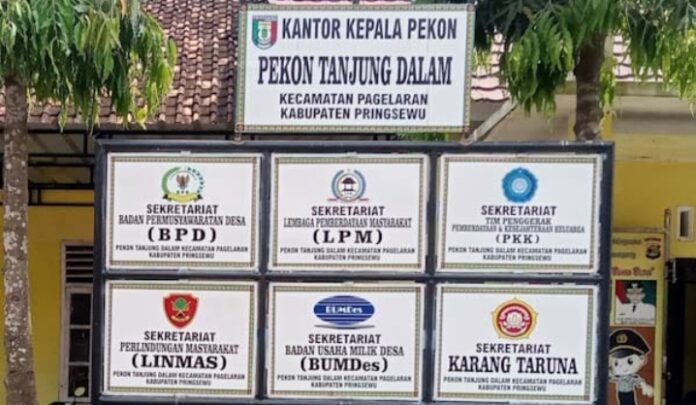 KANTOR KEPALA PEKON
PEKON TANJUNG DALAM
KECAMATAN PAGELARAN
KABUPATEN PRINGSEWU
SEKRETARIAT
BADAN PERMUSYAWARATAN DESA
(BPD)
PEKON TANJUNG DALAM KECAMATAN PAGELARAN
KABUPATEN PRINGSEWU
SEKRETARIAT
LEMBAGA PEMBERDAYAAN MASYARAKAT
(LPM)
PEKON TANJUNG DALAM KECAMATAN PAGELARAN
KABUPATEN PRINGSEWU
SEKRETARIAT
TIM PENGGERAK
PEMBERDAYAAN & KESEJAHTERAAN KELUARGA
(PKK)
PEKON TANJUNG DALAM KECAMATAN PAGELARAN
KABUPATEN PRINGSEWU
SEKRETARIAT
PERLINDUNGAN MASYARAKAT
(LINMAS)
PEKON TANJUNG DALAM KECAMATAN PAGELARAN
KABUPATEN PRINGSEWU
BUMDes
SEKRETARIAT
BADAN USAHA MILIK DESA
(BUMDes)
PEKON TANJUNG DALAM KECAMATAN PAGELARAN
KABUPATEN PRINGSEWU
SEKRETARIAT
KARANG TARUNA
PEKON TANJUNG DALAM KECAMATAN PAGELARAN
KABUPATEN PRINGSEWU